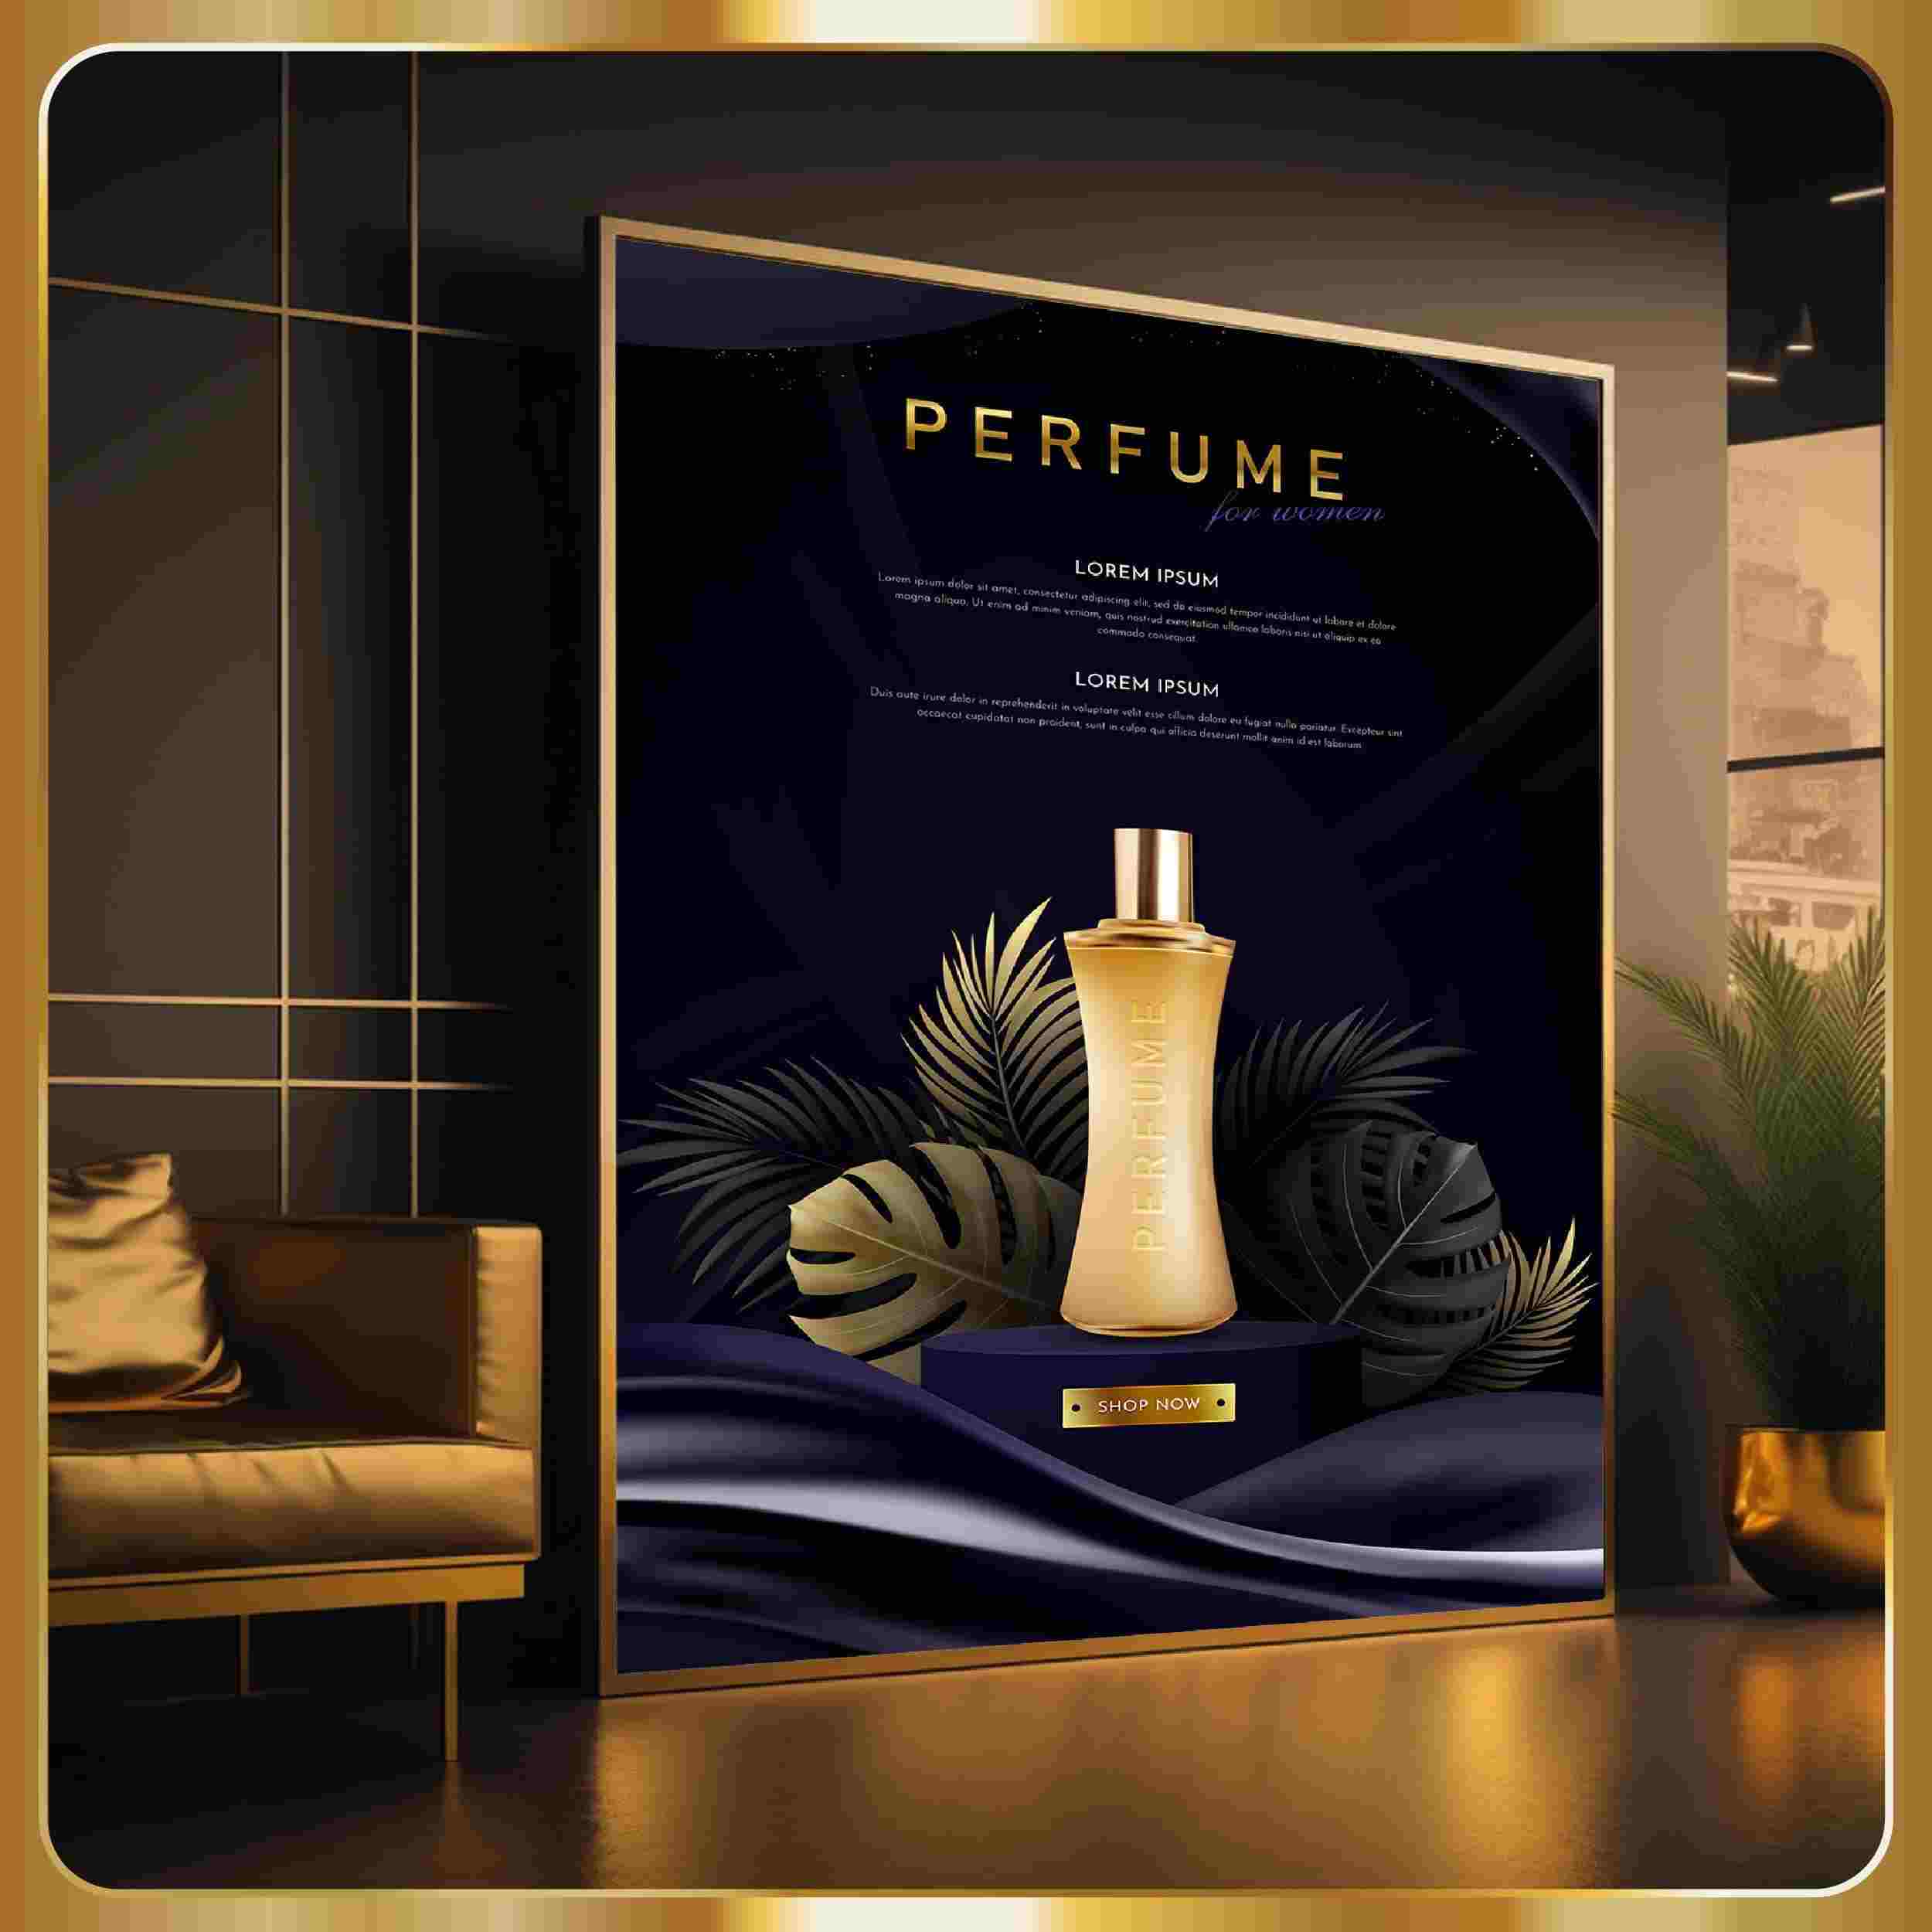 PERFUME
for women
LOREM IPSUM
Lorem ipsum dolor sit amet, consectetur adipiscing elit, sed do eiusmod tempor incididunt ut labore et dolore
magna aliqua. Ut enim ad minim veniam, quis nostrud exercitation ullamco laboris nisi ut aliquip ex ea
commodo consequat.
LOREM IPSUM
Duis aute irure dolor in reprehenderit in voluptate velit esse cillum dolore eu fugiat nulla pariatur. Excepteur sint
occaecat cupidatat non proident, sunt in culpa qui officia deserunt mollit anim id est laborum.
PERFUME
SHOP NOW